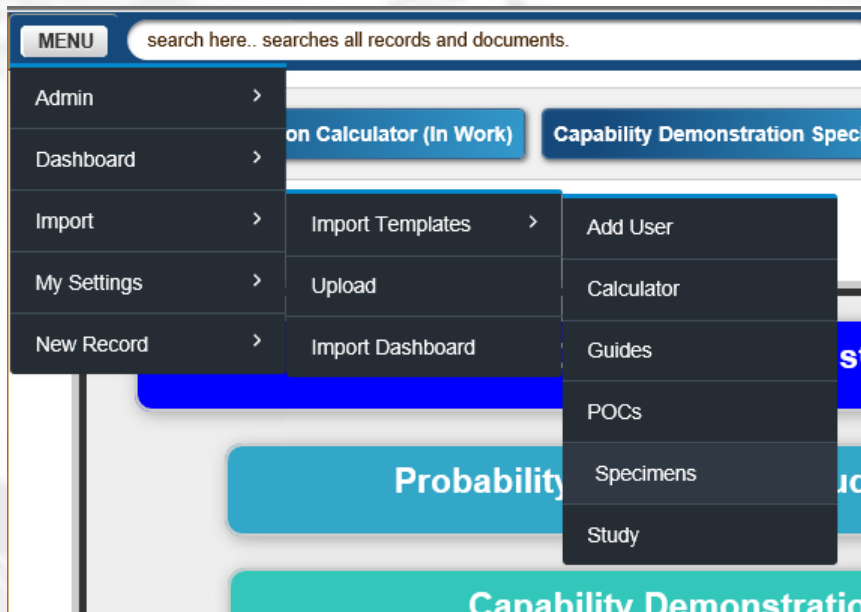 MENU
search here.. searches all records and documents.
Admin
Dashboard
Import
My Settings
New Record
on Calculator (In Work)
Capability Demonstration Spec
Import Templates
Upload
Import Dashboard
Add User
Calculator
Guides
POCs
Specimens
Study
st
Probability
Capability Demonstratio